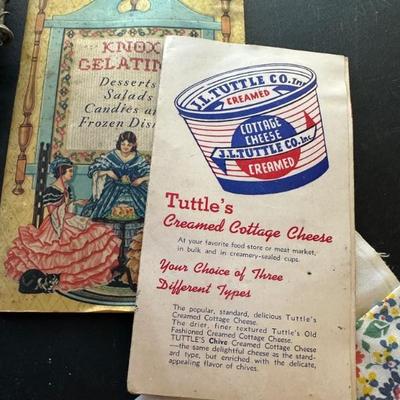 KNOX
GELATINE
Desserts
Salads
Candies and
Frozen Dishes
J.L. TUTTLE CO. Inc.
CREAMED
COTTAGE
CHEESE
J.L. TUTTLE CO. Inc.
CREAMED
Tuttle's
Creamed Cottage Cheese
At your favorite food store or meat market,
in bulk and in creamery-sealed cups.
Your Choice of Three
Different Types
The popular, standard, delicious Tuttle's
Creamed Cottage Cheese.
The drier, finer textured Tuttle's Old
Fashioned Creamed Cottage Cheese.
TUTTLE'S Chive Creamed Cottage Cheese
—the same delightful cheese as the stand-
ard type, but enriched with the delicate,
appealing flavor of chives.